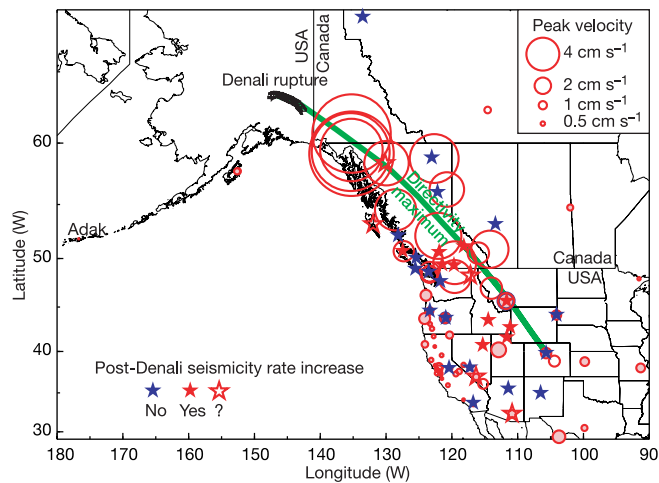 USA
Canada
Peak velocity
4 cm s⁻¹
2 cm s⁻¹
1 cm s⁻¹
0.5 cm s⁻¹
Denali rupture
60
Directivity
maximum
Adak
50
Canada
USA
Latitude (W)
40
Post-Denali seismicity rate increase
No
Yes
?
30
180
170
160
150
140
130
120
110
100
90
Longitude (W)